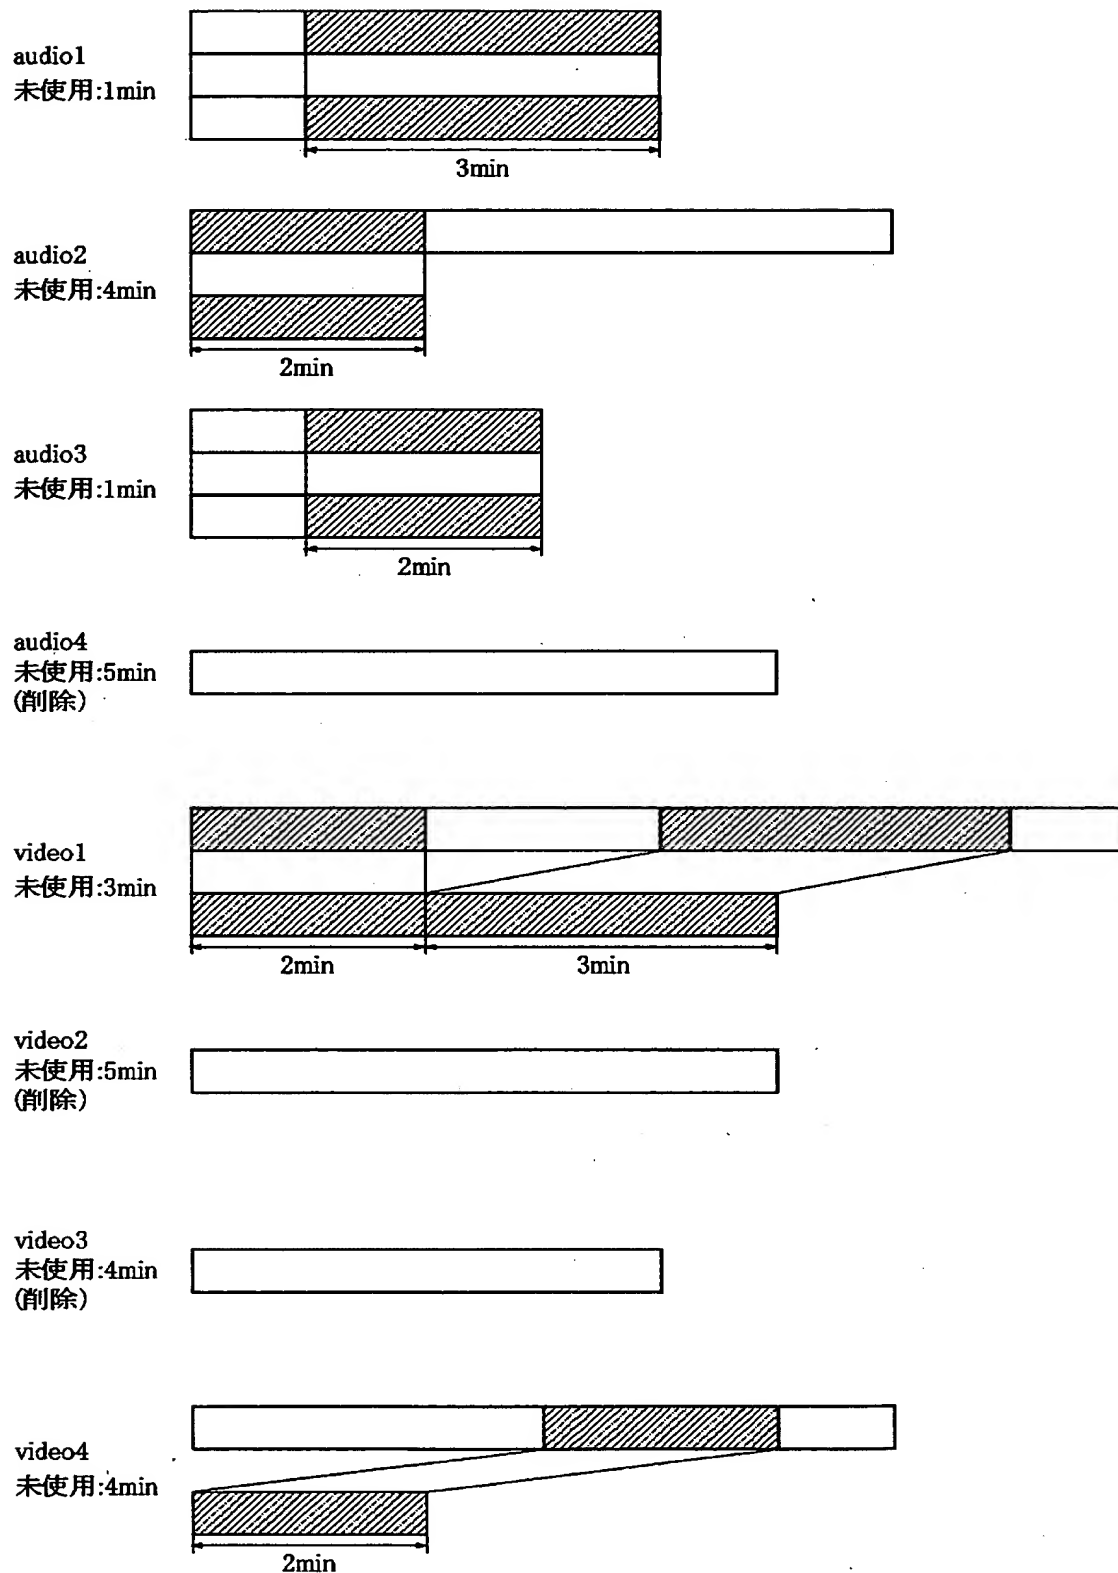 audio1
未使用:1min
3min
audio2
未使用:4min
2min
audio3
未使用:1min
2min
audio4
未使用:5min
(削除)
video1
未使用:3min
2min 3min
video2
未使用:5min
(削除)
video3
未使用:4min
(削除)
video4
未使用:4min
2min